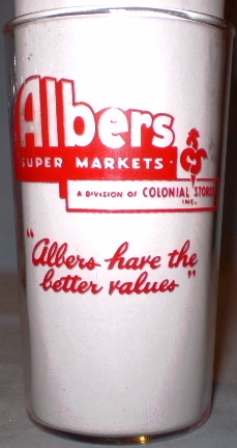 Albers
SUPER MARKETS
A DIVISION OF COLONIAL STORES
INC.
"Albers have the
better values"